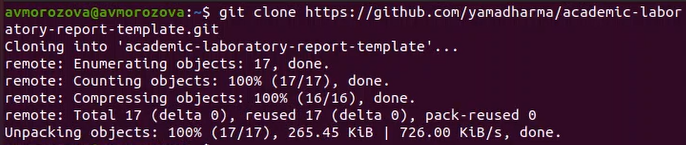 avmorozova@avmorozova:~$ git clone https://github.com/yamadharma/academic-labor
atory-report-template.git
Cloning into 'academic-laboratory-report-template'...
remote: Enumerating objects: 17, done.
remote: Counting objects: 100% (17/17), done.
remote: Compressing objects: 100% (16/16), done.
remote: Total 17 (delta 0), reused 17 (delta 0), pack-reused 0
Unpacking objects: 100% (17/17), 265.45 KiB | 726.00 KiB/s, done.